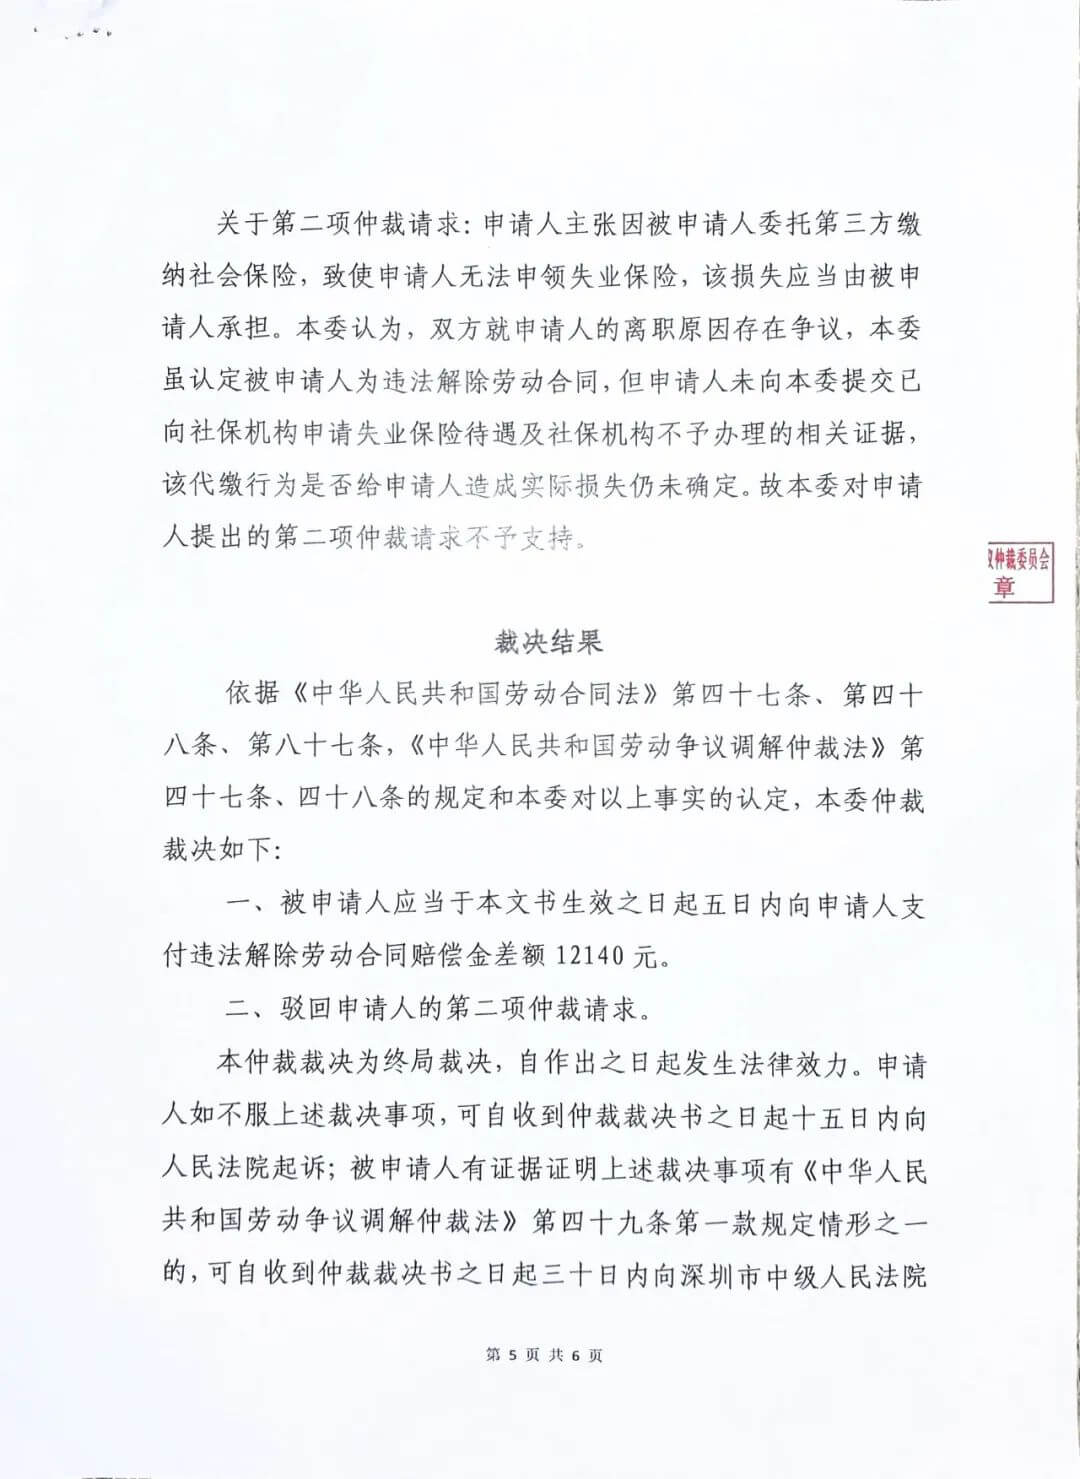 关于第二项仲裁请求：申请人主张因被申请人委托第三方缴
纳社会保险，致使申请人无法申领失业保险，该损失应当由被申
请人承担。本委认为，双方就申请人的离职原因存在争议，本委
虽认定被申请人为违法解除劳动合同，但申请人未向本委提交已
向社保机构申请失业保险待遇及社保机构不予办理的相关证据，
该代缴行为是否给申请人造成实际损失仍未确定。故本委对申请
人提出的第二项仲裁请求不予支持。
仲裁委员会
章
裁决结果
依据《中华人民共和国劳动合同法》第四十七条、第四十
八条、第八十七条，《中华人民共和国劳动争议调解仲裁法》第
四十七条、四十八条的规定和本委对以上事实的认定，本委仲裁
裁决如下：
一、被申请人应当于本文书生效之日起五日内向申请人支
付违法解除劳动合同赔偿金差额 12140 元。
二、驳回申请人的第二项仲裁请求。
本仲裁裁决为终局裁决，自作出之日起发生法律效力。申请
人如不服上述裁决事项，可自收到仲裁裁决书之日起十五日内向
人民法院起诉；被申请人有证据证明上述裁决事项有《中华人民
共和国劳动争议调解仲裁法》第四十九条第一款规定情形之一
的，可自收到仲裁裁决书之日起三十日内向深圳市中级人民法院
第 5 页 共 6 页